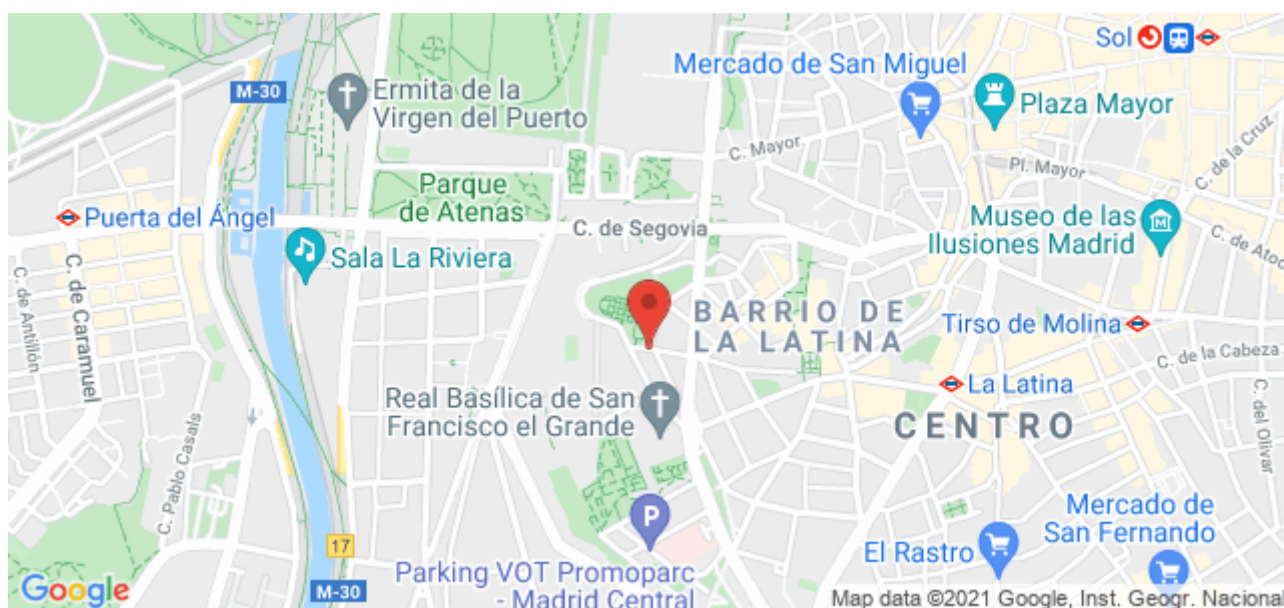 Sol
Mercado de San Miguel
M-30
Ermita de la
Virgen del Puerto
Plaza Mayor
C. Mayor
C. de la Cruz
Pl. Mayor
Parque
de Atenas
Puerta del Ángel
C. de Segovia
Museo de las
Ilusiones Madrid
C. de Atoc
Sala La Riviera
C. de Antillón
C. de Caramuel
BARRIO DE
LA LATINA
Tirso de Molina
C. de la Cabeza
La Latina
Real Basílica de San
Francisco el Grande
CENTRO
C. del Olivar
C. Pablo Casals
P
Mercado de
San Fernando
17
El Rastro
Parking VOT Promoparc
- Madrid Central
M-30
Google
Map data ©2021 Google, Inst. Geogr. Naciona